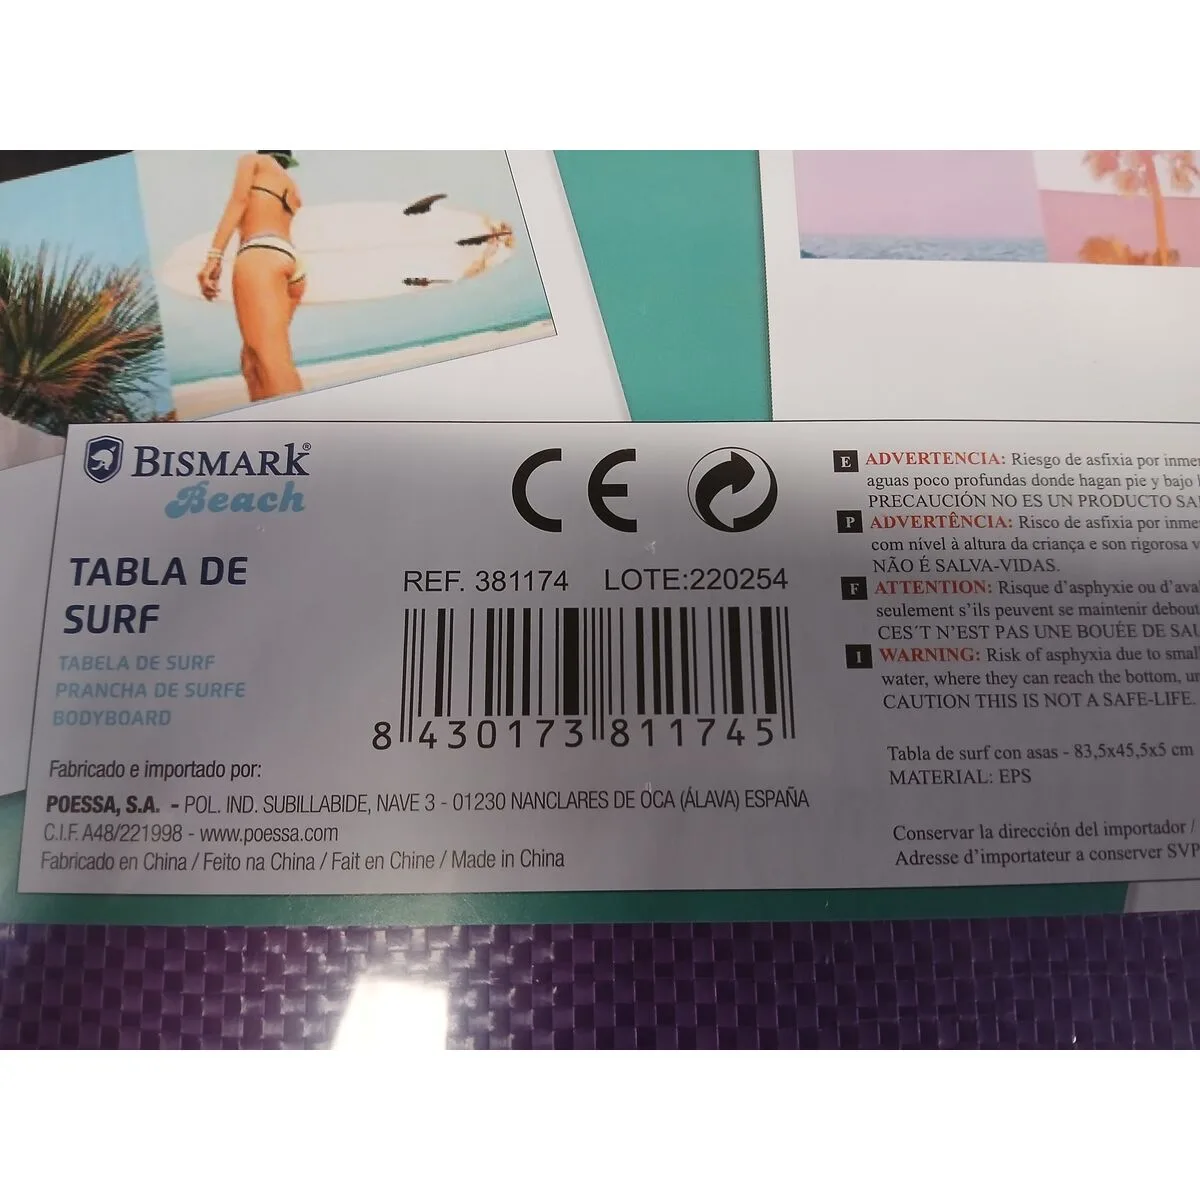 BISMARK®
Beach
TABLA DE
SURF
TABELA DE SURF
PRANCHA DE SURFE
BODYBOARD
CE
REF. 381174 LOTE:220254
8 430173 811745
Fabricado e importado por:
POESSA, S.A. - POL. IND. SUBILLABIDE, NAVE 3 - 01230 NANCLARES DE OCA (ÁLAVA) ESPAÑA
C.I.F. A48/221998 - www.poessa.com
Fabricado en China / Feito na China / Fait en Chine / Made in China
E ADVERTENCIA: Riesgo de asfixia por
aguas poco profundas donde hagan pie y bajo
PRECAUCIÓN NO ES UN PRODUCTO
P ADVERTÊNCIA: Risco de asfixia por
com nível à altura da criança e son rigorosa
NÃO É SALVA-VIDAS.
F ATTENTION: Risque d'asphyxie ou
seulement s'ils peuvent se maintenir
CES´T N'EST PAS UNE BOUÉE DE
I WARNING: Risk of asphyxia due to
water, where they can reach the bottom,
CAUTION THIS IS NOT A SAFE-LIFE.
Tabla de surf con asas - 83,5x45,5x5 cm
MATERIAL: EPS
Conservar la dirección del importador /
Adresse d'importateur a conserver SVP